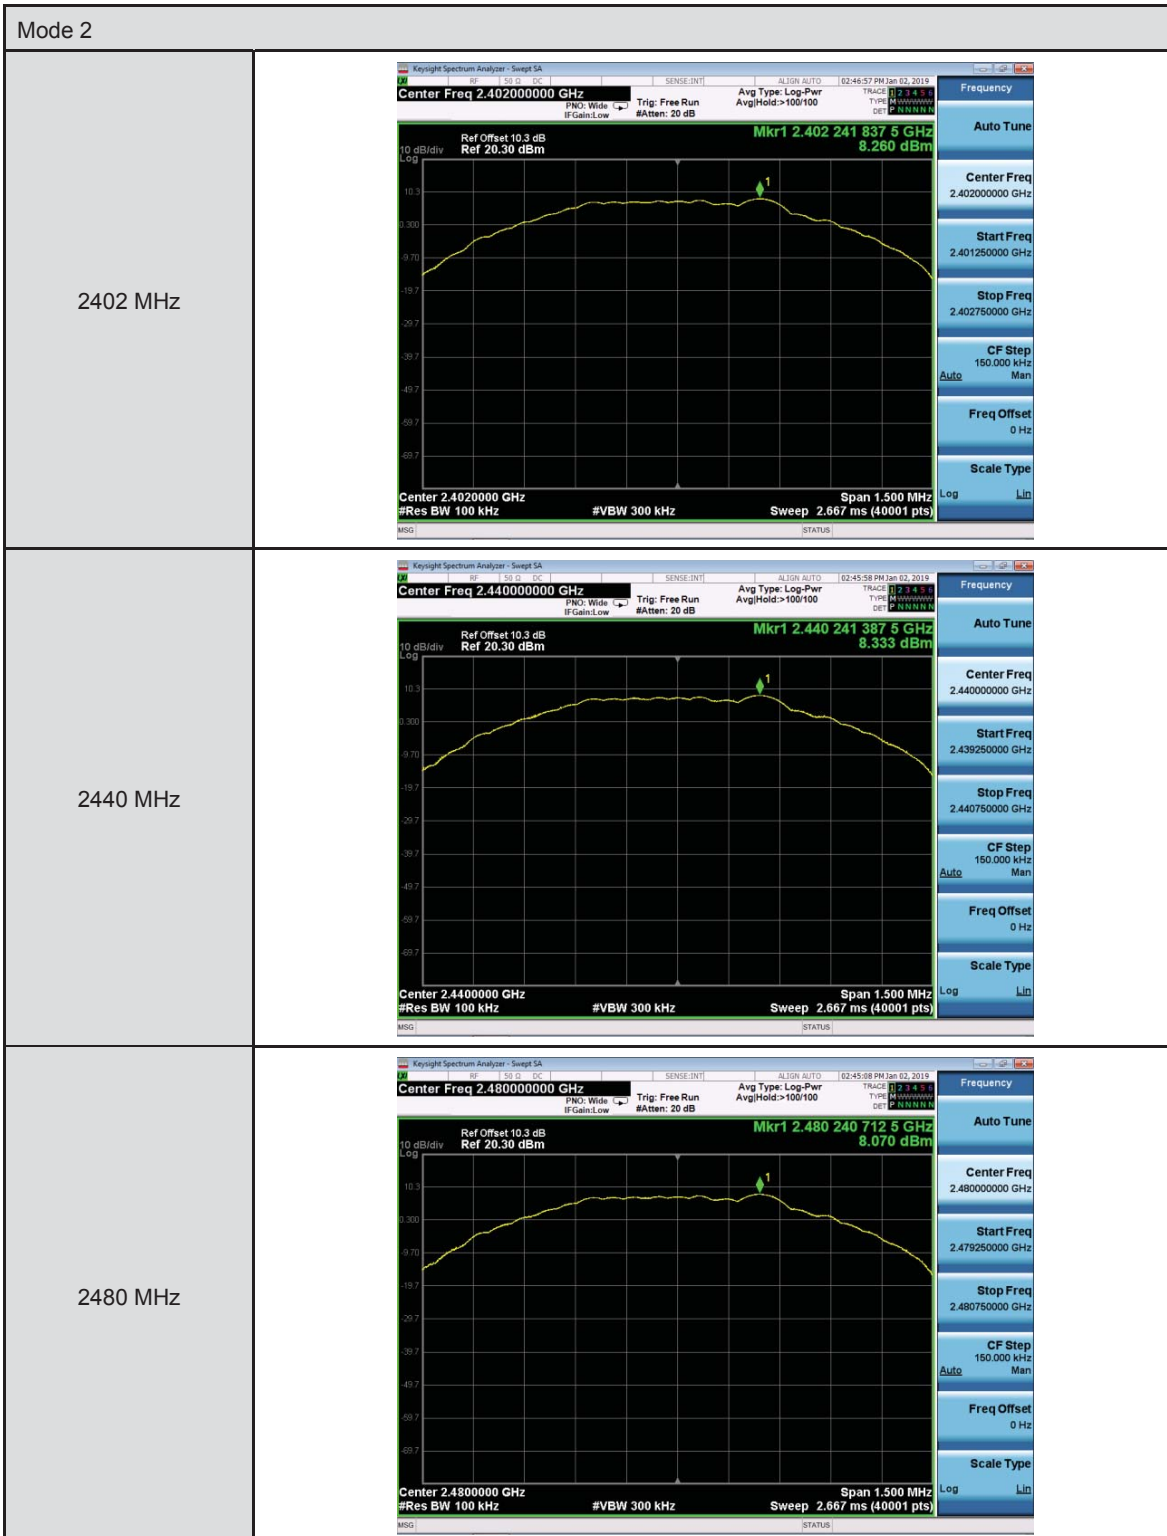 Mode 2
2402 MHz
Keysight Spectrum Analyzer - Swept SA
RF 50 Ω DC SENSE:INT ALIGN AUTO 02:46:57 PM Jan 02, 2019
Center Freq 2.402000000 GHz Avg Type: Log-Pwr TRACE 1 2 3 4 5 6 Frequency
PNO: Wide Trig: Free Run Avg|Hold:>100/100 TYPE M WWWWW
IFGain:Low #Atten: 20 dB DET P N N N N N
Auto Tune
Ref Offset 10.3 dB Mkr1 2.402 241 837 5 GHz
10 dB/div Ref 20.30 dBm 8.260 dBm
Log
Center Freq
10.3 1 2.402000000 GHz
0.300 Start Freq
-9.70 2.401250000 GHz
-19.7 Stop Freq
2.402750000 GHz
-29.7
-39.7 CF Step
150.000 kHz
Auto Man
-49.7
-59.7 Freq Offset
0 Hz
-69.7 Scale Type
Center 2.4020000 GHz Span 1.500 MHz Log Lin
#Res BW 100 kHz #VBW 300 kHz Sweep 2.667 ms (40001 pts)
MSG STATUS
2440 MHz
Keysight Spectrum Analyzer - Swept SA
RF 50 Ω DC SENSE:INT ALIGN AUTO 02:45:58 PM Jan 02, 2019
Center Freq 2.440000000 GHz Avg Type: Log-Pwr TRACE 1 2 3 4 5 6 Frequency
PNO: Wide Trig: Free Run Avg|Hold:>100/100 TYPE M WWWWW
IFGain:Low #Atten: 20 dB DET P N N N N N
Auto Tune
Ref Offset 10.3 dB Mkr1 2.440 241 387 5 GHz
10 dB/div Ref 20.30 dBm 8.333 dBm
Log
Center Freq
10.3 1 2.440000000 GHz
0.300 Start Freq
-9.70 2.439250000 GHz
-19.7 Stop Freq
2.440750000 GHz
-29.7
-39.7 CF Step
150.000 kHz
Auto Man
-49.7
-59.7 Freq Offset
0 Hz
-69.7 Scale Type
Center 2.4400000 GHz Span 1.500 MHz Log Lin
#Res BW 100 kHz #VBW 300 kHz Sweep 2.667 ms (40001 pts)
MSG STATUS
2480 MHz
Keysight Spectrum Analyzer - Swept SA
RF 50 Ω DC SENSE:INT ALIGN AUTO 02:45:08 PM Jan 02, 2019
Center Freq 2.480000000 GHz Avg Type: Log-Pwr TRACE 1 2 3 4 5 6 Frequency
PNO: Wide Trig: Free Run Avg|Hold:>100/100 TYPE M WWWWW
IFGain:Low #Atten: 20 dB DET P N N N N N
Auto Tune
Ref Offset 10.3 dB Mkr1 2.480 240 712 5 GHz
10 dB/div Ref 20.30 dBm 8.070 dBm
Log
Center Freq
10.3 1 2.480000000 GHz
0.300 Start Freq
-9.70 2.479250000 GHz
-19.7 Stop Freq
2.480750000 GHz
-29.7
-39.7 CF Step
150.000 kHz
Auto Man
-49.7
-59.7 Freq Offset
0 Hz
-69.7 Scale Type
Center 2.4800000 GHz Span 1.500 MHz Log Lin
#Res BW 100 kHz #VBW 300 kHz Sweep 2.667 ms (40001 pts)
MSG STATUS